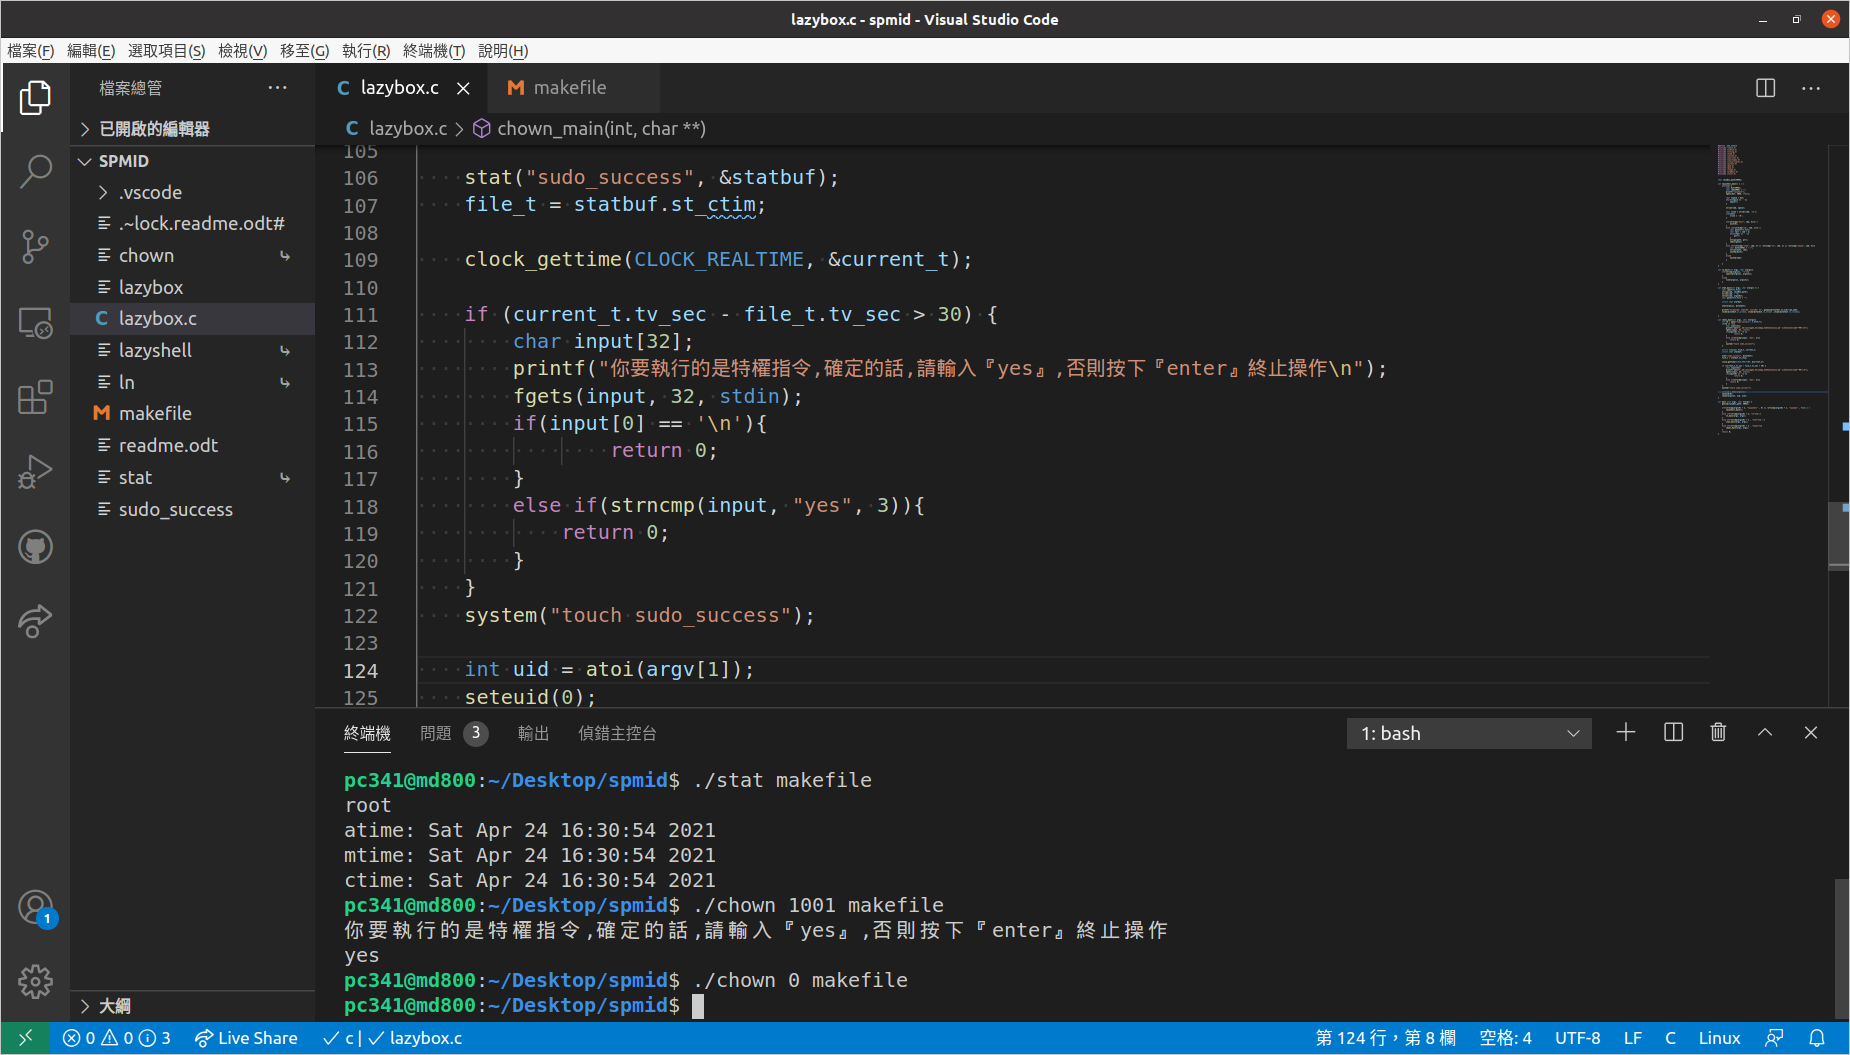 lazybox.c - spmid - Visual Studio Code
檔案(F) 編輯(E) 選取項目(S) 檢視(V) 移至(G) 執行(R) 終端機(T) 說明(H)
檔案總管
已開啟的編輯器
SPMID
.vscode
.~lock.readme.odt#
chown
lazybox
lazybox.c
lazyshell
ln
makefile
readme.odt
stat
sudo_success
大綱
lazybox.c makefile
lazybox.c > chown_main(int, char **)
105
106 stat("sudo_success", &statbuf);
107 file_t = statbuf.st_ctim;
108
109 clock_gettime(CLOCK_REALTIME, &current_t);
110
111 if (current_t.tv_sec - file_t.tv_sec > 30) {
112 char input[32];
113 printf("你要執行的是特權指令,確定的話,請輸入『yes』,否則按下『enter』終止操作\n");
114 fgets(input, 32, stdin);
115 if(input[0] == '\n'){
116 return 0;
117 }
118 else if(strncmp(input, "yes", 3)){
119 return 0;
120 }
121 }
122 system("touch sudo_success");
123
124 int uid = atoi(argv[1]);
125 seteuid(0);
終端機 問題 3 輸出 偵錯主控台 1: bash
pc341@md800:~/Desktop/spmid$ ./stat makefile
root
atime: Sat Apr 24 16:30:54 2021
mtime: Sat Apr 24 16:30:54 2021
ctime: Sat Apr 24 16:30:54 2021
pc341@md800:~/Desktop/spmid$ ./chown 1001 makefile
你要執行的是特權指令,確定的話,請輸入『yes』,否則按下『enter』終止操作
yes
pc341@md800:~/Desktop/spmid$ ./chown 0 makefile
pc341@md800:~/Desktop/spmid$
1
0 0 3 Live Share c | lazybox.c 第 124 行，第 8 欄 空格: 4 UTF-8 LF C Linux